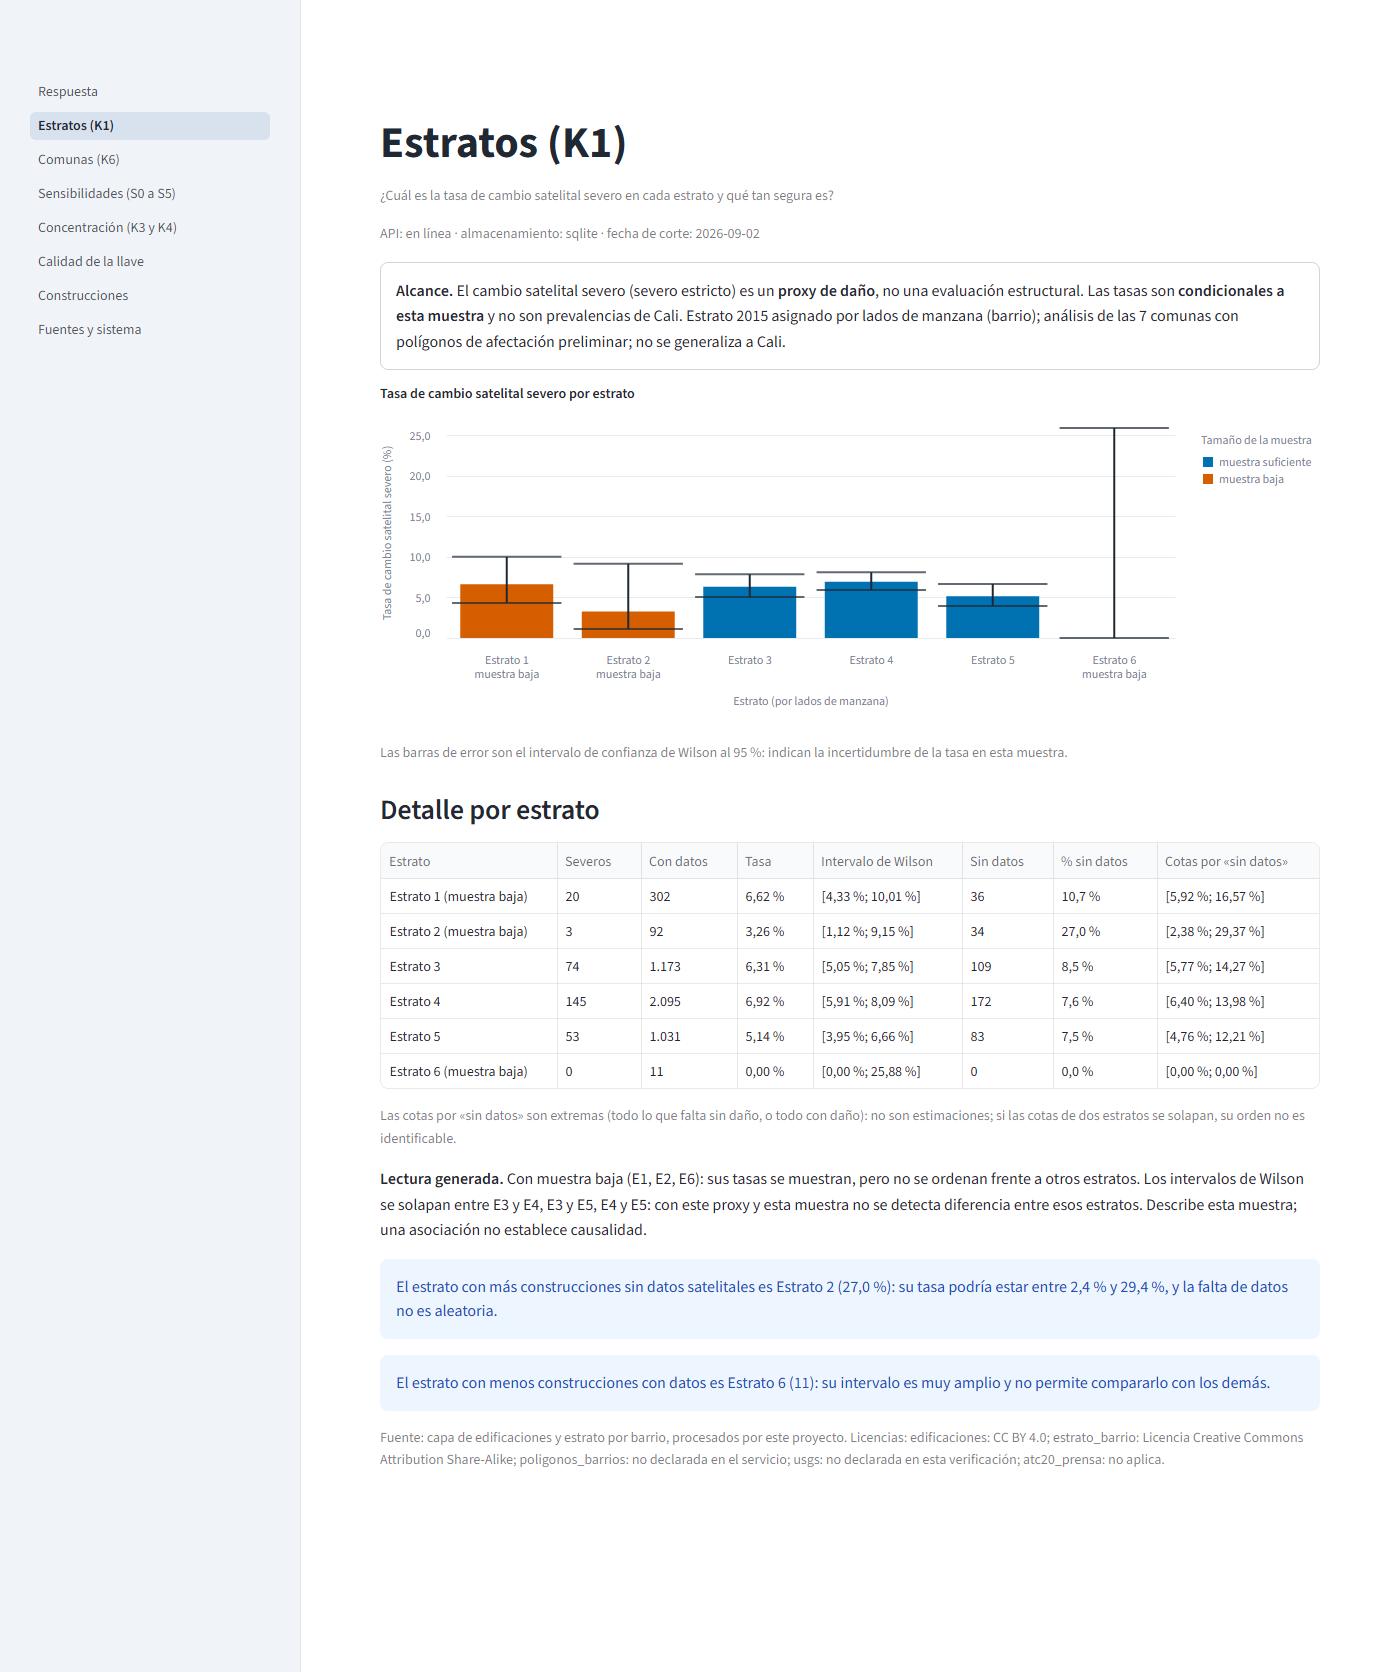 Respuesta
Estratos (K1)
Comunas (K6)
Sensibilidades (S0 a S5)
Concentración (K3 y K4)
Calidad de la llave
Construcciones
Fuentes y sistema
Estratos (K1)
¿Cuál es la tasa de cambio satelital severo en cada estrato y qué tan segura es?
API: en línea · almacenamiento: sqlite · fecha de corte: 2026-09-02
Alcance. El cambio satelital severo (severo estricto) es un proxy de daño, no una evaluación estructural. Las tasas son condicionales a
esta muestra y no son prevalencias de Cali. Estrato 2015 asignado por lados de manzana (barrio); análisis de las 7 comunas con
polígonos de afectación preliminar; no se generaliza a Cali.
Tasa de cambio satelital severo por estrato
Tasa de cambio satelital severo (%)
25,0
20,0
15,0
10,0
5,0
0,0
Estrato 1
muestra baja
Estrato 2
muestra baja
Estrato 3
Estrato 4
Estrato 5
Estrato 6
muestra baja
Estrato (por lados de manzana)
Tamaño de la muestra
muestra suficiente
muestra baja
Las barras de error son el intervalo de confianza de Wilson al 95 %: indican la incertidumbre de la tasa en esta muestra.
Detalle por estrato
Estrato Severos Con datos Tasa Intervalo de Wilson Sin datos % sin datos Cotas por «sin datos»
Estrato 1 (muestra baja) 20 302 6,62 % [4,33 %; 10,01 %] 36 10,7 % [5,92 %; 16,57 %]
Estrato 2 (muestra baja) 3 92 3,26 % [1,12 %; 9,15 %] 34 27,0 % [2,38 %; 29,37 %]
Estrato 3 74 1.173 6,31 % [5,05 %; 7,85 %] 109 8,5 % [5,77 %; 14,27 %]
Estrato 4 145 2.095 6,92 % [5,91 %; 8,09 %] 172 7,6 % [6,40 %; 13,98 %]
Estrato 5 53 1.031 5,14 % [3,95 %; 6,66 %] 83 7,5 % [4,76 %; 12,21 %]
Estrato 6 (muestra baja) 0 11 0,00 % [0,00 %; 25,88 %] 0 0,0 % [0,00 %; 0,00 %]
Las cotas por «sin datos» son extremas (todo lo que falta sin daño, o todo con daño): no son estimaciones; si las cotas de dos estratos se solapan, su orden no es
identificable.
Lectura generada. Con muestra baja (E1, E2, E6): sus tasas se muestran, pero no se ordenan frente a otros estratos. Los intervalos de Wilson
se solapan entre E3 y E4, E3 y E5, E4 y E5: con este proxy y esta muestra no se detecta diferencia entre esos estratos. Describe esta muestra;
una asociación no establece causalidad.
El estrato con más construcciones sin datos satelitales es Estrato 2 (27,0 %): su tasa podría estar entre 2,4 % y 29,4 %, y la falta de datos
no es aleatoria.
El estrato con menos construcciones con datos es Estrato 6 (11): su intervalo es muy amplio y no permite compararlo con los demás.
Fuente: capa de edificaciones y estrato por barrio, procesados por este proyecto. Licencias: edificaciones: CC BY 4.0; estrato_barrio: Licencia Creative Commons
Attribution Share-Alike; poligonos_barrios: no declarada en el servicio; usgs: no declarada en esta verificación; atc20_prensa: no aplica.